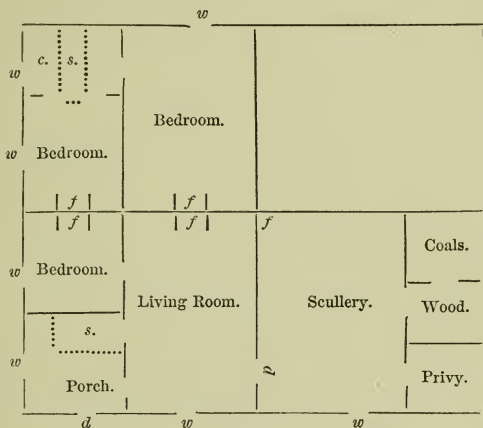 w
w c. s.
Bedroom.
w Bedroom.
f f
f f f
w Bedroom. Coals.
Living Room. Scullery. Wood.
s.
w d
Porch. Privy.
d w w